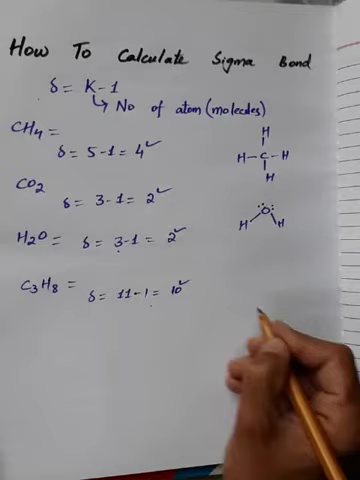 How To Calculate Sigma Bond
δ = K-1
↳ No of atom (molecules)
CH4 =
δ = 5-1 = 4✓
CO2
δ = 3-1 = 2✓
H2O = δ = 3-1 = 2✓
C3H8 =
δ = 11-1 = 10✓
H
H-C-H
H
O
H H